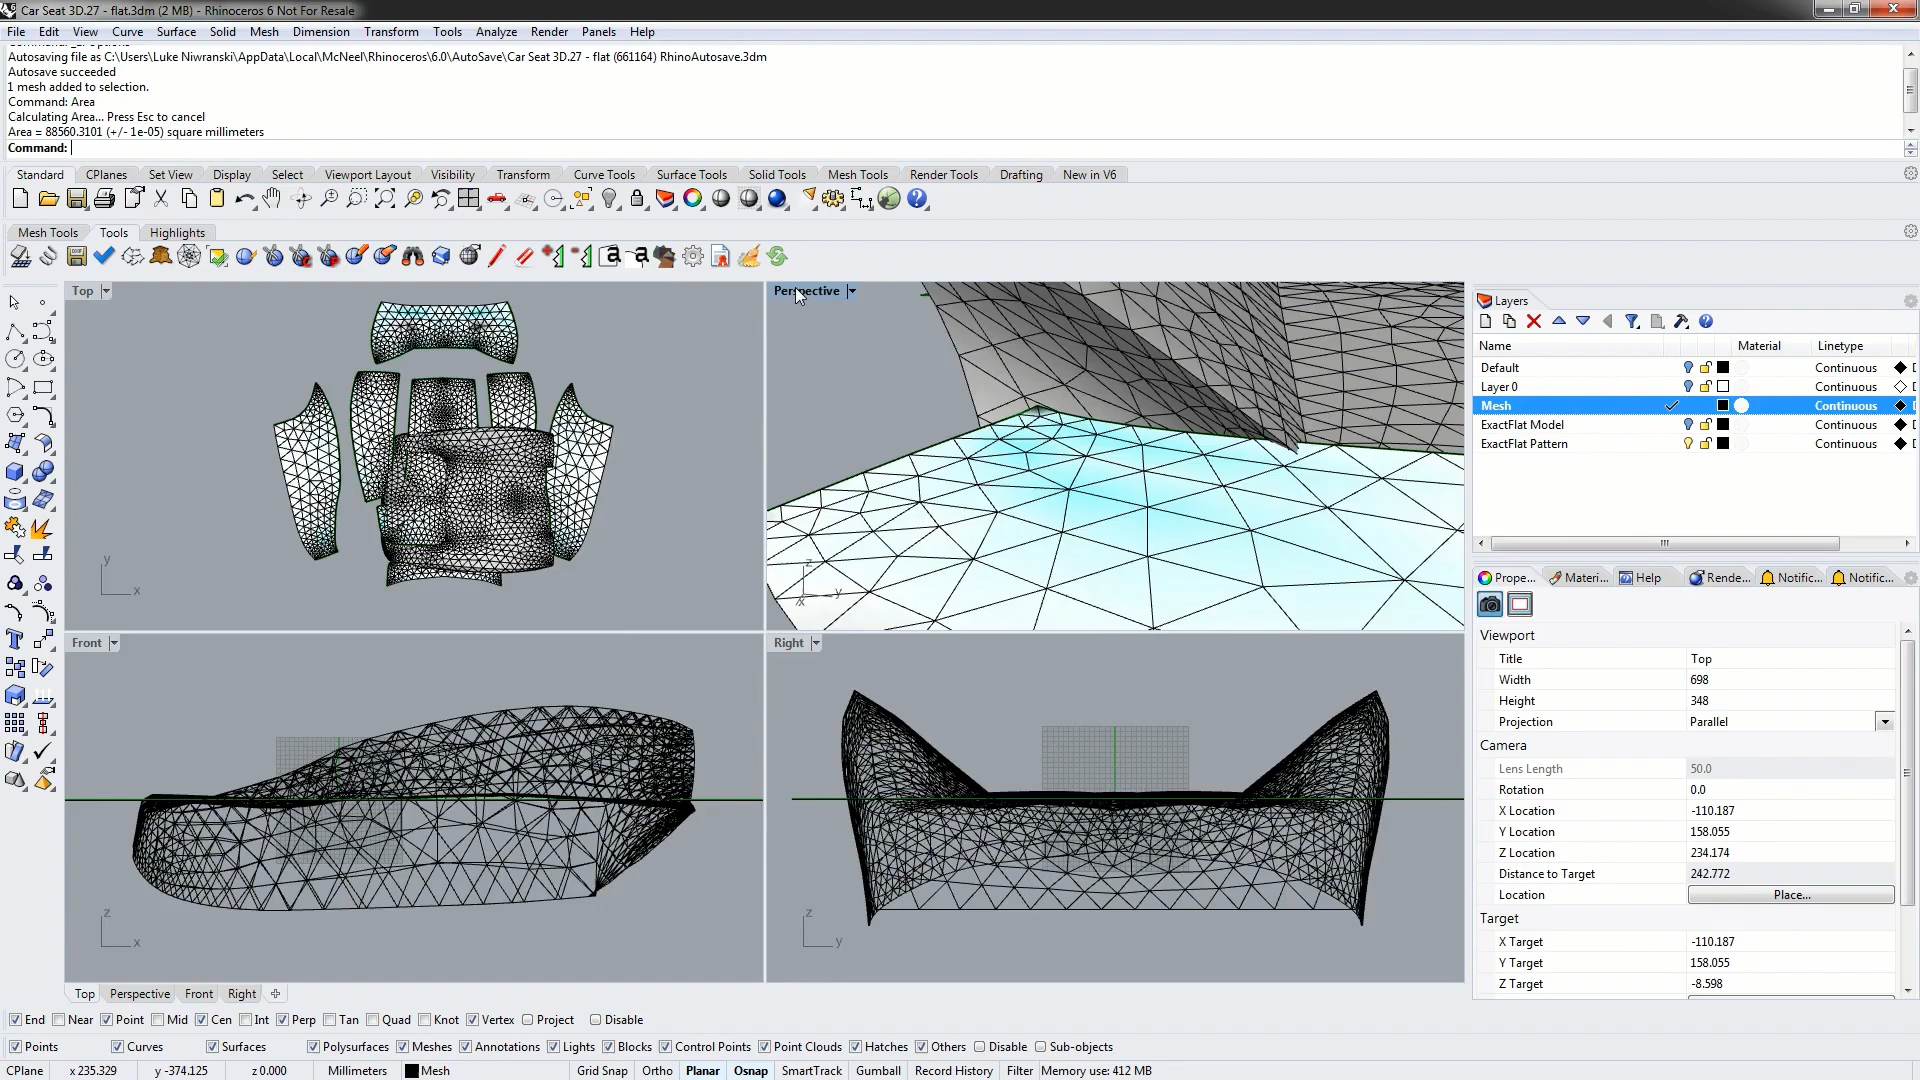 Car Seat 3D.27 - flat.3dm (2 MB) - Rhinoceros 6 Not For Resale
File Edit View Curve Surface Solid Mesh Dimension Transform Tools Analyze Render Panels Help
Autosaving file as C:\Users\Luke Niwranski\AppData\Local\McNeel\Rhinoceros\6.0\AutoSave\Car Seat 3D.27 - flat (661164) RhinoAutosave.3dm
Autosave succeeded
1 mesh added to selection.
Command: Area
Calculating Area... Press Esc to cancel
Area = 88560.3101 (+/- 1e-05) square millimeters
Command:
Standard CPlanes Set View Display Select Viewport Layout Visibility Transform Curve Tools Surface Tools Solid Tools Mesh Tools Render Tools Drafting New in V6
Mesh Tools Tools Highlights
Top
Perspective
Layers
Name Material Linetype
Default Continuous
Layer 0 Continuous
Mesh Continuous
ExactFlat Model Continuous
ExactFlat Pattern Continuous
y
x
z
y
x
Prope... Materi... Help Rende... Notific... Notific...
Viewport
Title Top
Width 698
Height 348
Projection Parallel
Camera
Lens Length 50.0
Rotation 0.0
X Location -110.187
Y Location 158.055
Z Location 234.174
Distance to Target 242.772
Location Place...
Target
X Target -110.187
Y Target 158.055
Z Target -8.598
Front
Right
z
x
z
y
Top Perspective Front Right
End Near Point Mid Cen Int Perp Tan Quad Knot Vertex Project Disable
Points Curves Surfaces Polysurfaces Meshes Annotations Lights Blocks Control Points Point Clouds Hatches Others Disable Sub-objects
CPlane x 235.329 y -374.125 z 0.000 Millimeters Mesh Grid Snap Ortho Planar Osnap SmartTrack Gumball Record History Filter Memory use: 412 MB